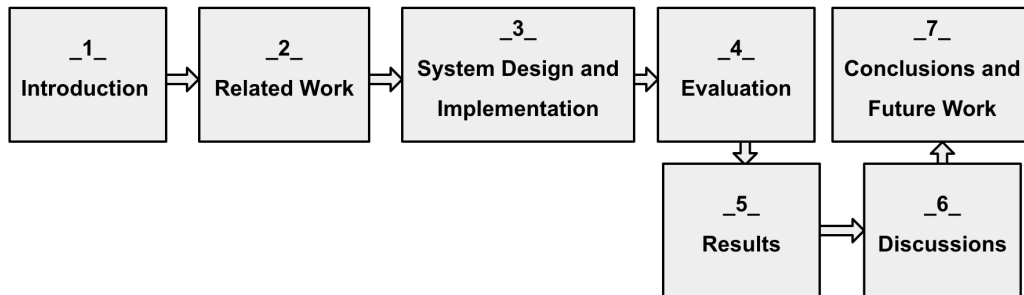 _1_
Introduction
_2_
Related Work
_3_
System Design and
Implementation
_4_
Evaluation
_5_
Results
_6_
Discussions
_7_
Conclusions and
Future Work